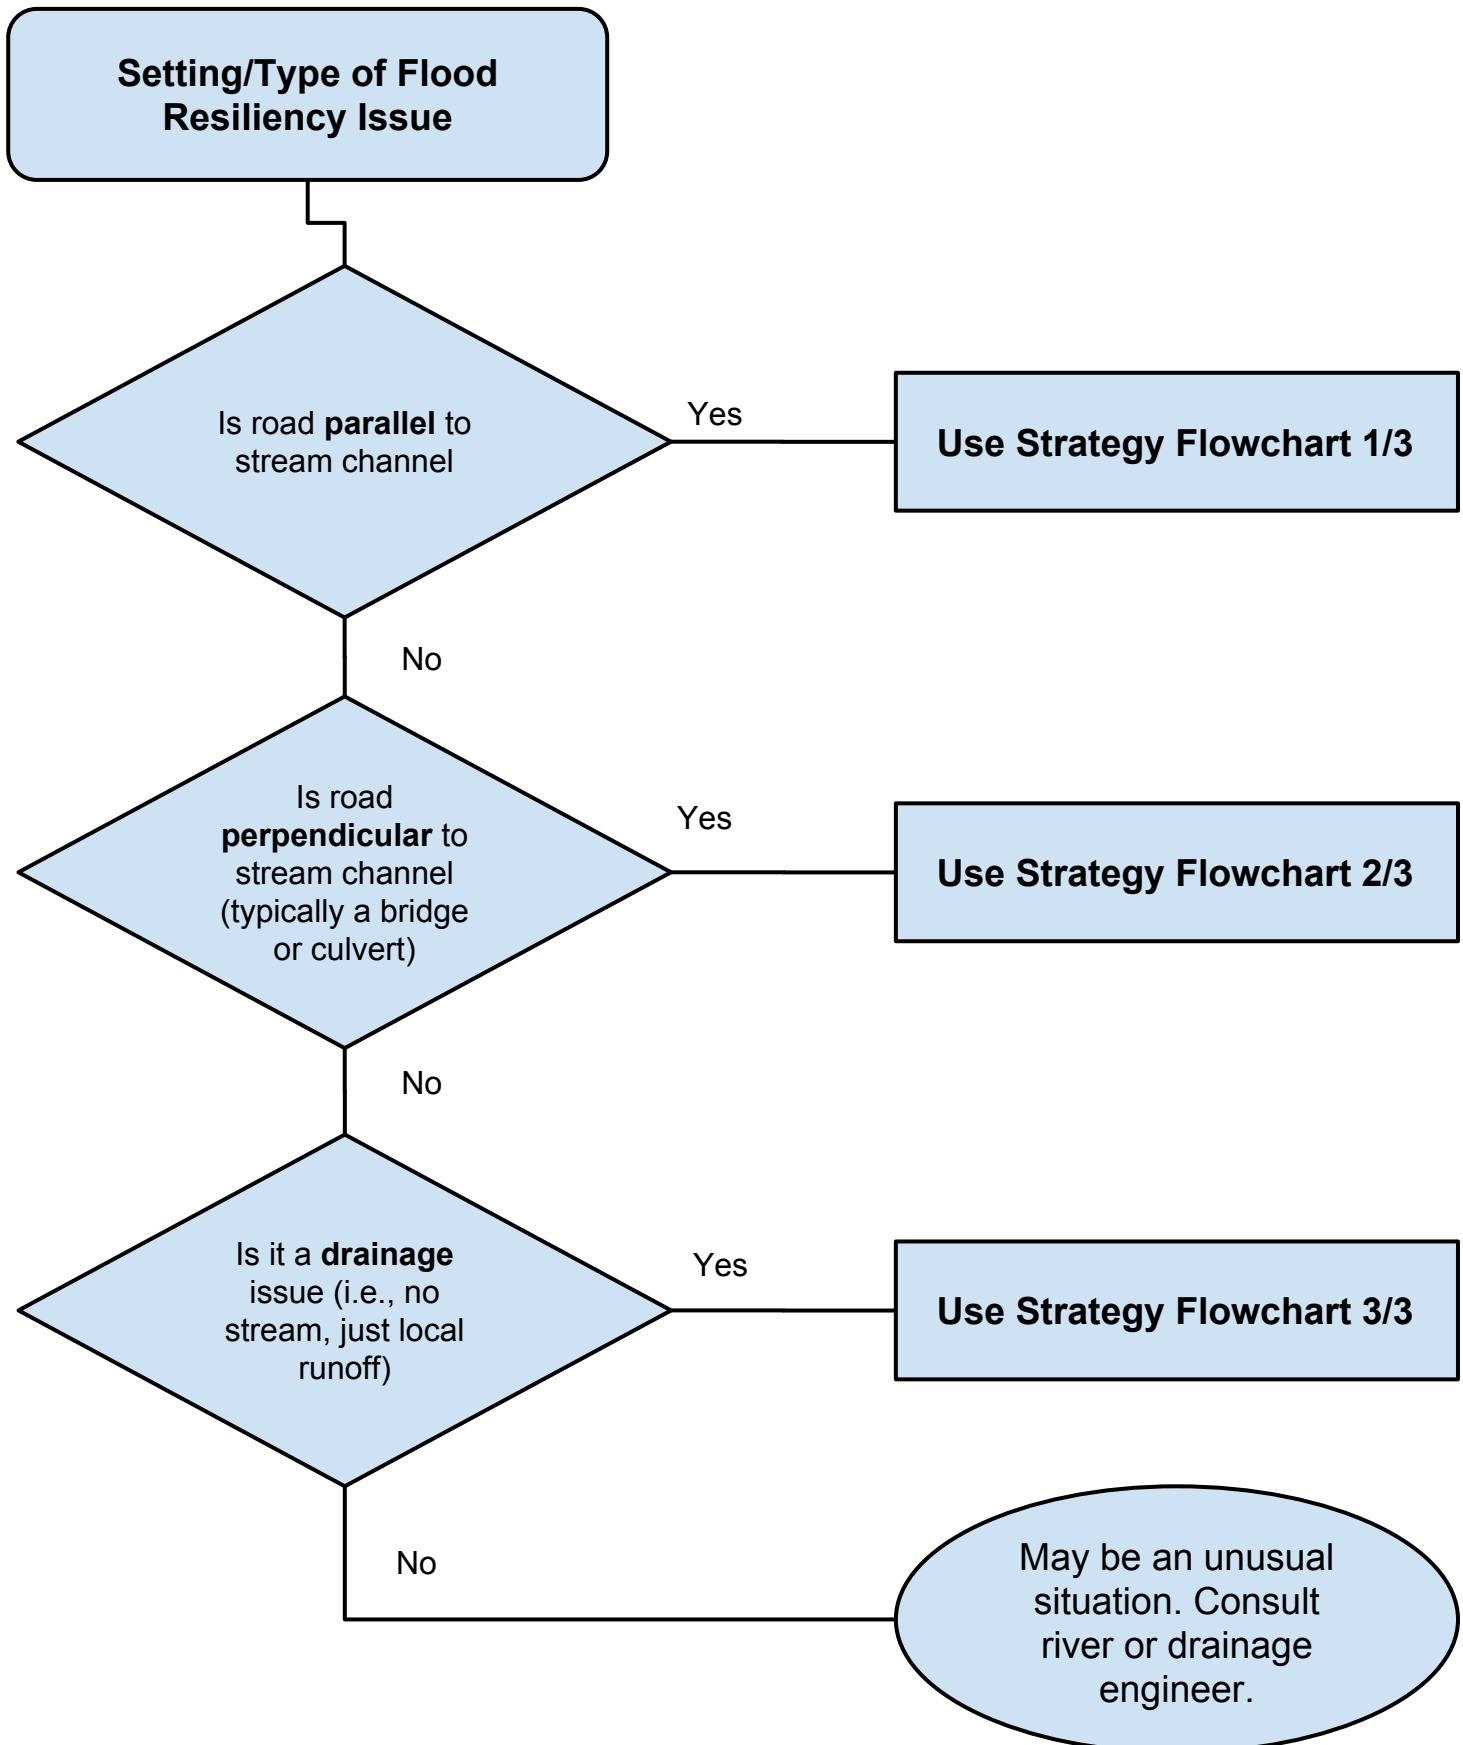 Setting/Type of Flood
Resiliency Issue
Is road parallel to
stream channel
Yes
Use Strategy Flowchart 1/3
No
Is road
perpendicular to
stream channel
(typically a bridge
or culvert)
Yes
Use Strategy Flowchart 2/3
No
Is it a drainage
issue (i.e., no
stream, just local
runoff)
Yes
Use Strategy Flowchart 3/3
No
May be an unusual
situation. Consult
river or drainage
engineer.